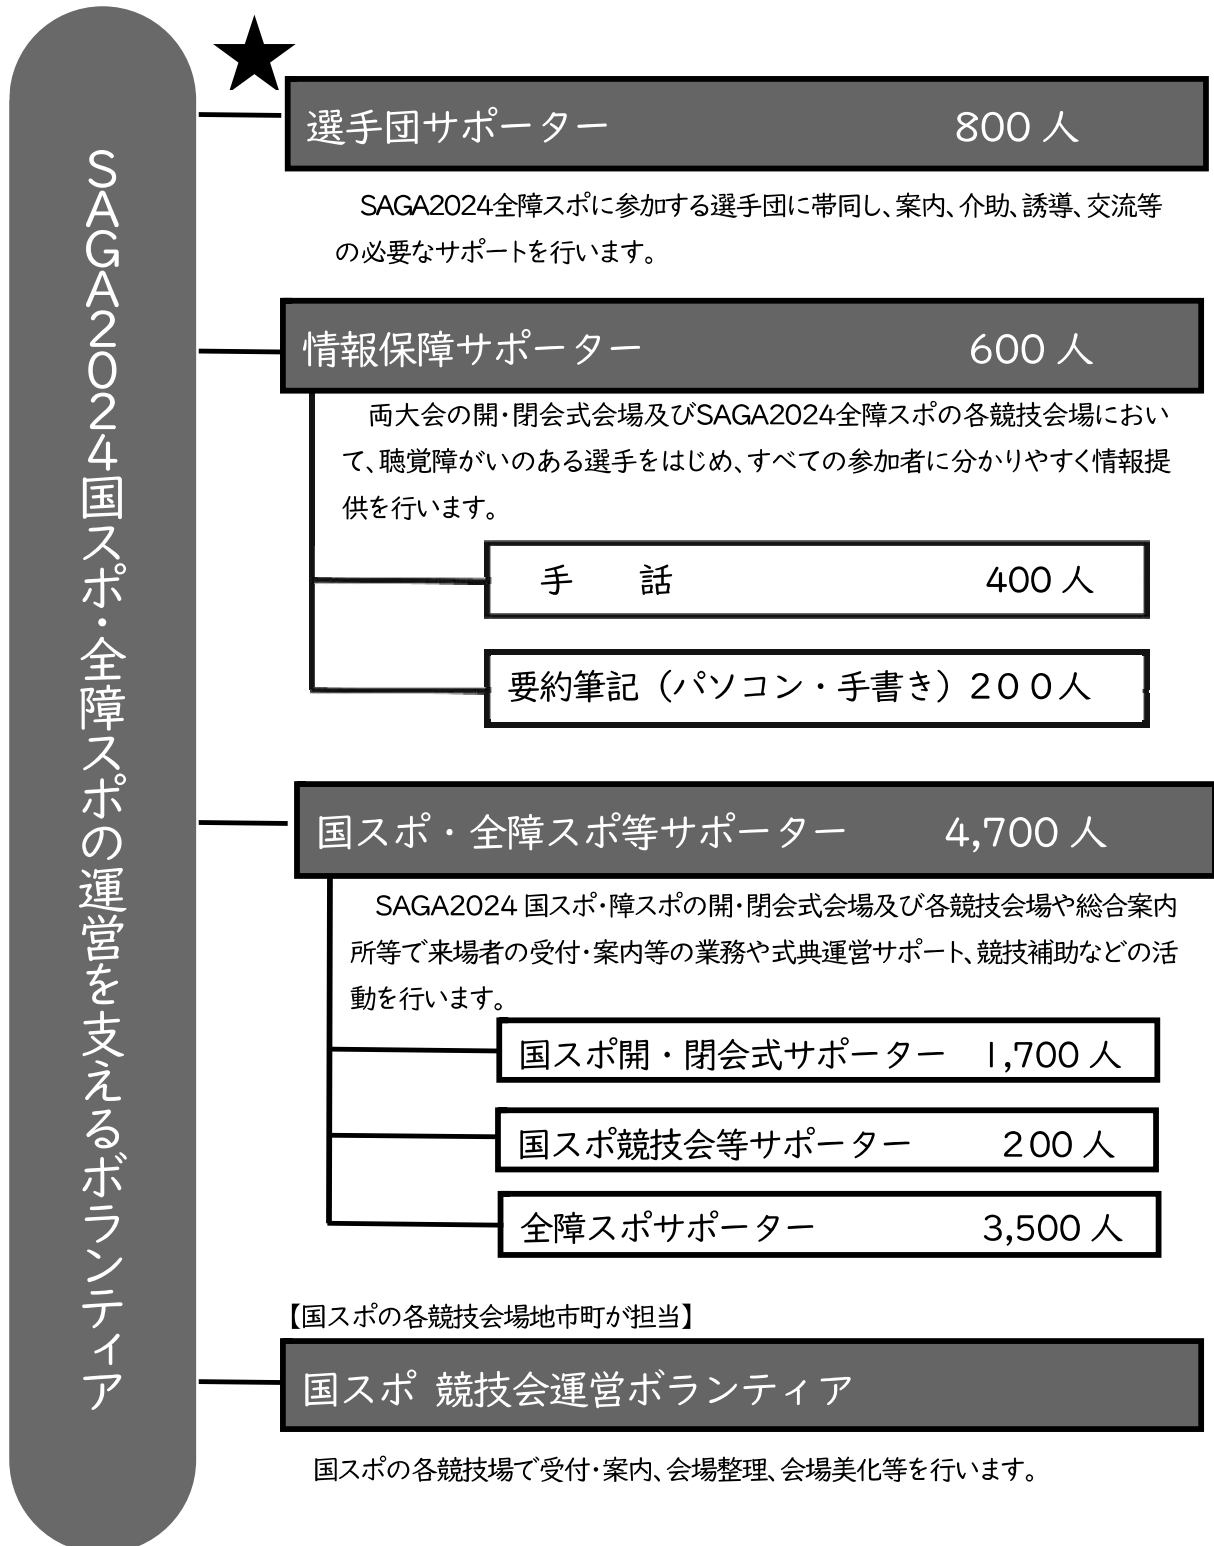 SAGA2024国スポ・全障スポの運営を支えるボランティア
★
選手団サポーター 800人
SAGA2024全障スポに参加する選手団に帯同し、案内、介助、誘導、交流等
の必要なサポートを行います。
情報保障サポーター 600人
両大会の開・閉会式会場及びSAGA2024全障スポの各競技会場におい
て、聴覚障がいのある選手をはじめ、すべての参加者に分かりやすく情報提
供を行います。
手　話 400人
要約筆記（パソコン・手書き）200人
国スポ・全障スポ等サポーター 4,700人
SAGA2024 国スポ・障スポの開・閉会式会場及び各競技会場や総合案内
所等で来場者の受付・案内等の業務や式典運営サポート、競技補助などの活
動を行います。
国スポ開・閉会式サポーター 1,700人
国スポ競技会等サポーター 200人
全障スポサポーター 3,500人
【国スポの各競技会場地市町が担当】
国スポ 競技会運営ボランティア
国スポの各競技場で受付・案内、会場整理、会場美化等を行います。